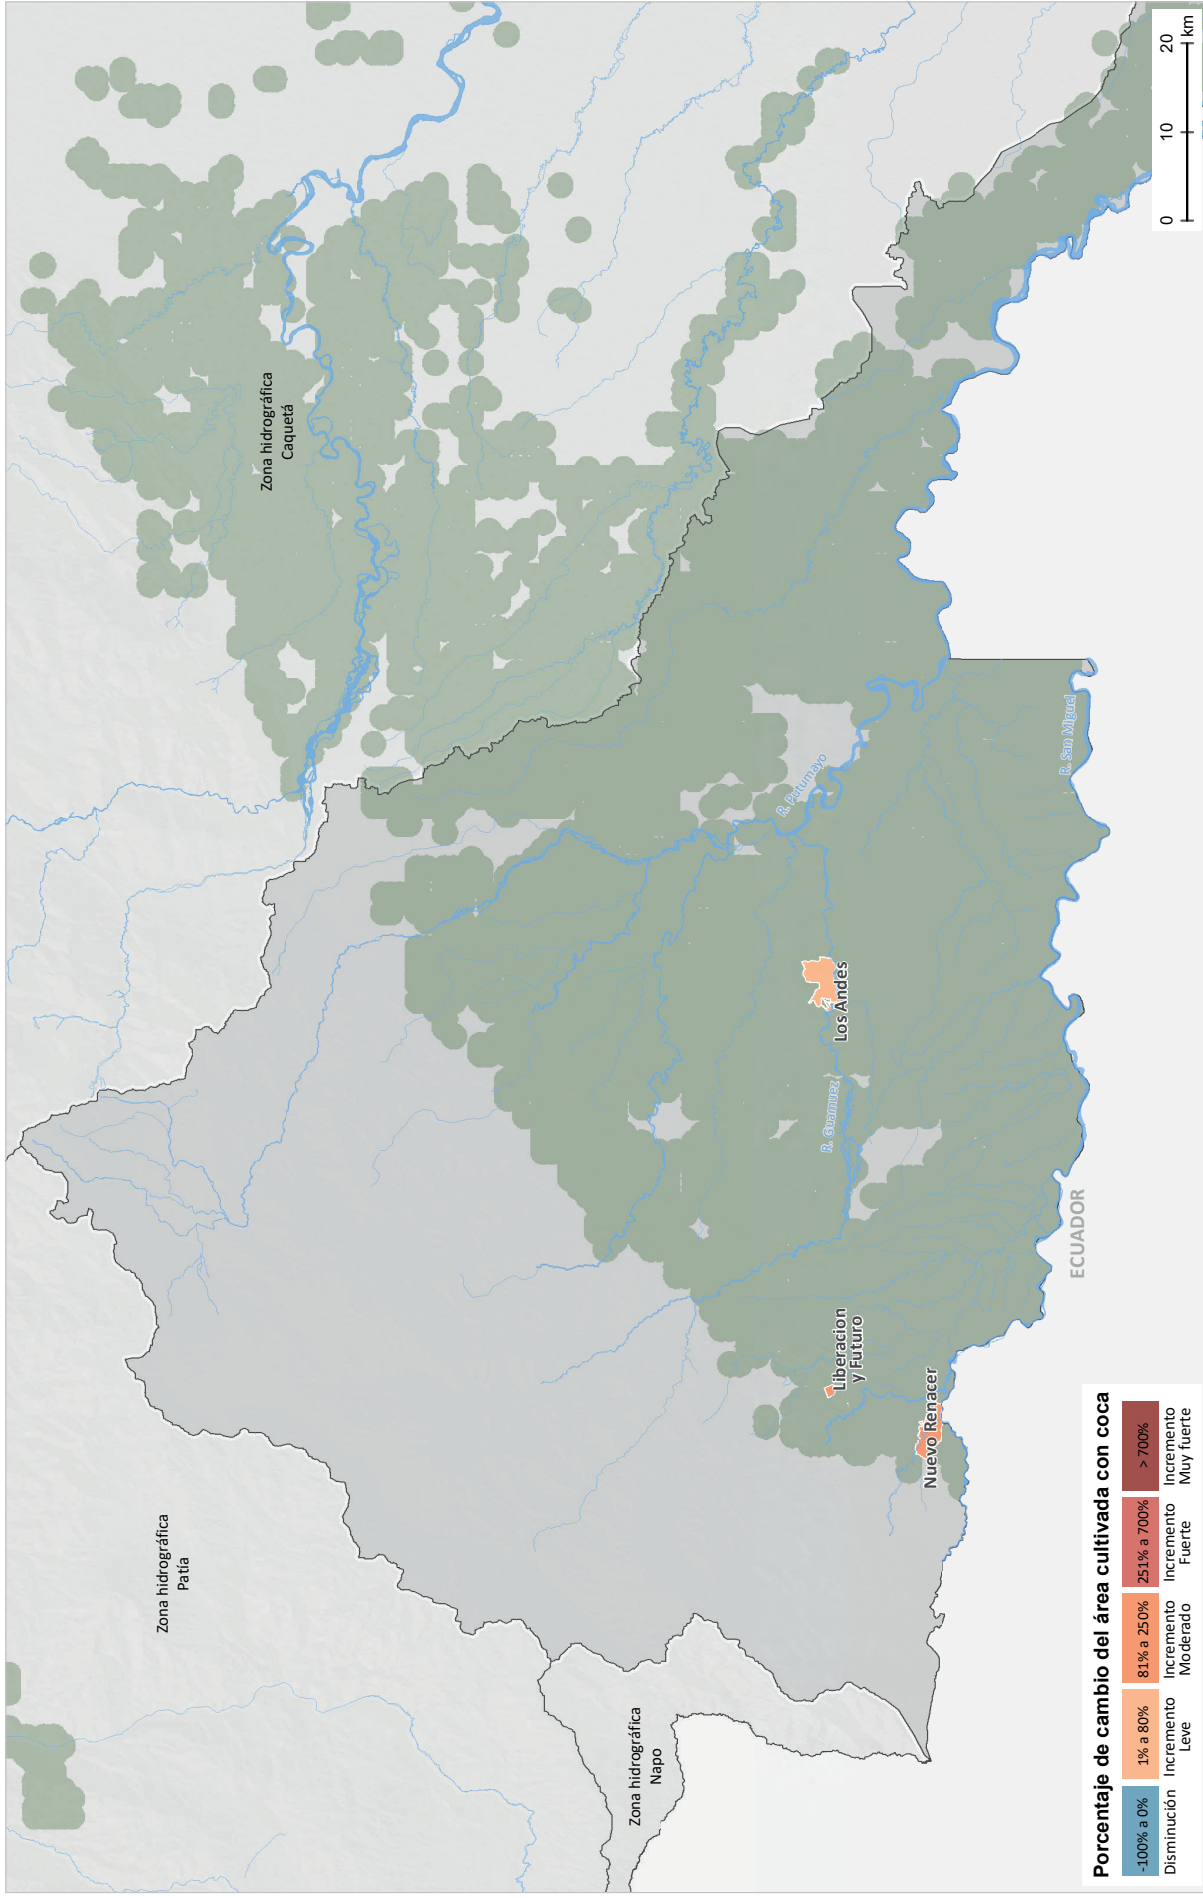 Zona hidrográfica
Patía
Zona hidrográfica
Caquetá
Zona hidrográfica
Napo
R. Putumayo
R. San Miguel
R. Guamuez
Los Andes
Liberacion
y Futuro
Nuevo Renacer
ECUADOR
Porcentaje de cambio del área cultivada con coca
-100% a 0%
1% a 80%
81% a 250%
251% a 700%
> 700%
Disminución
Incremento
Leve
Incremento
Moderado
Incremento
Fuerte
Incremento
Muy fuerte
0 10 20
km